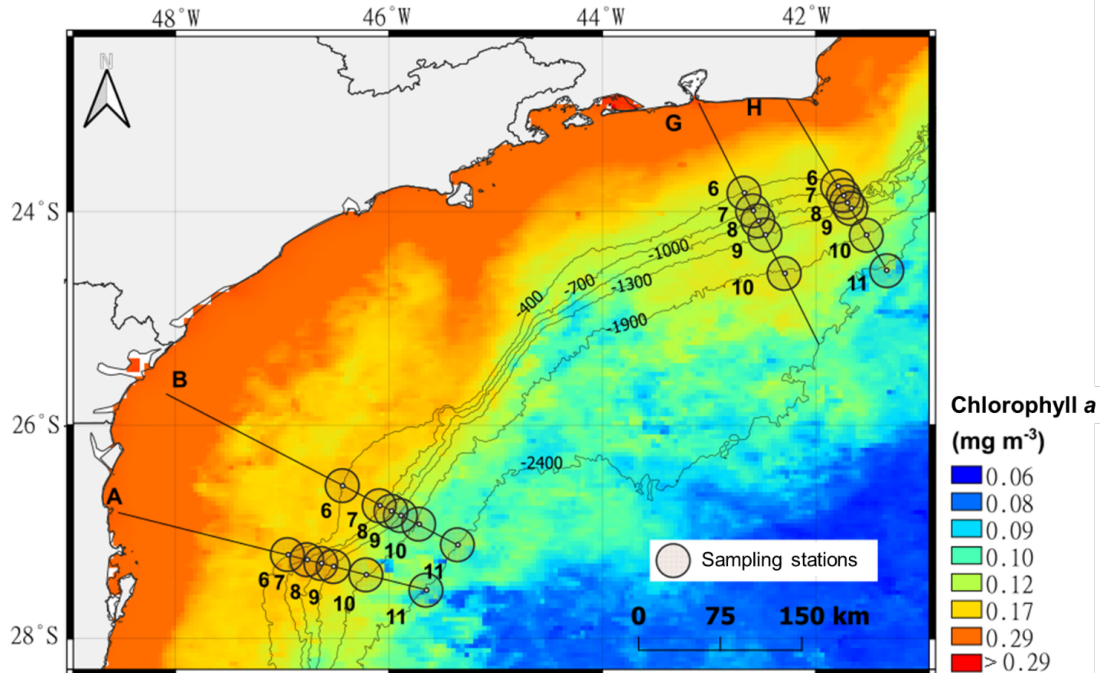 48°W 46°W 44°W 42°W
N
G H
6 6
7 7
24°S
8 8
9 9
10 10
11
-400 -700 -1000
-1300
-1900
B
26°S
-2400
A
6 7 8 9 10 11
6 7 8 9 10 11
28°S
Sampling stations
0 75 150 km
Chlorophyll a
(mg m-3)
0.06
0.08
0.09
0.10
0.12
0.17
0.29
> 0.29